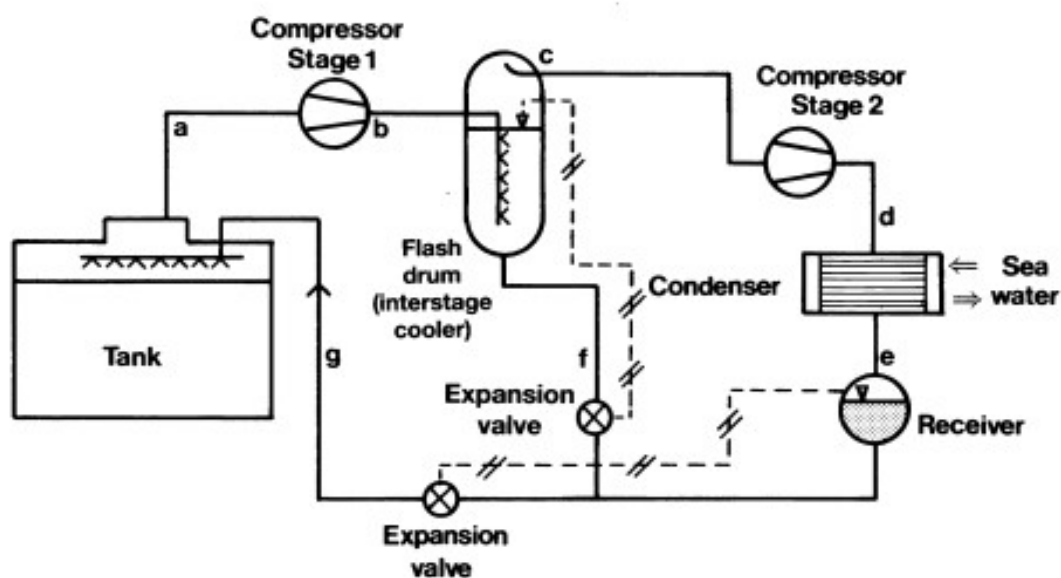 Compressor
Stage 1
c
Compressor
Stage 2
a
b
d
Flash
drum
(interstage
cooler)
Condenser
Sea
water
Tank
g
f
e
Expansion
valve
Receiver
Expansion
valve